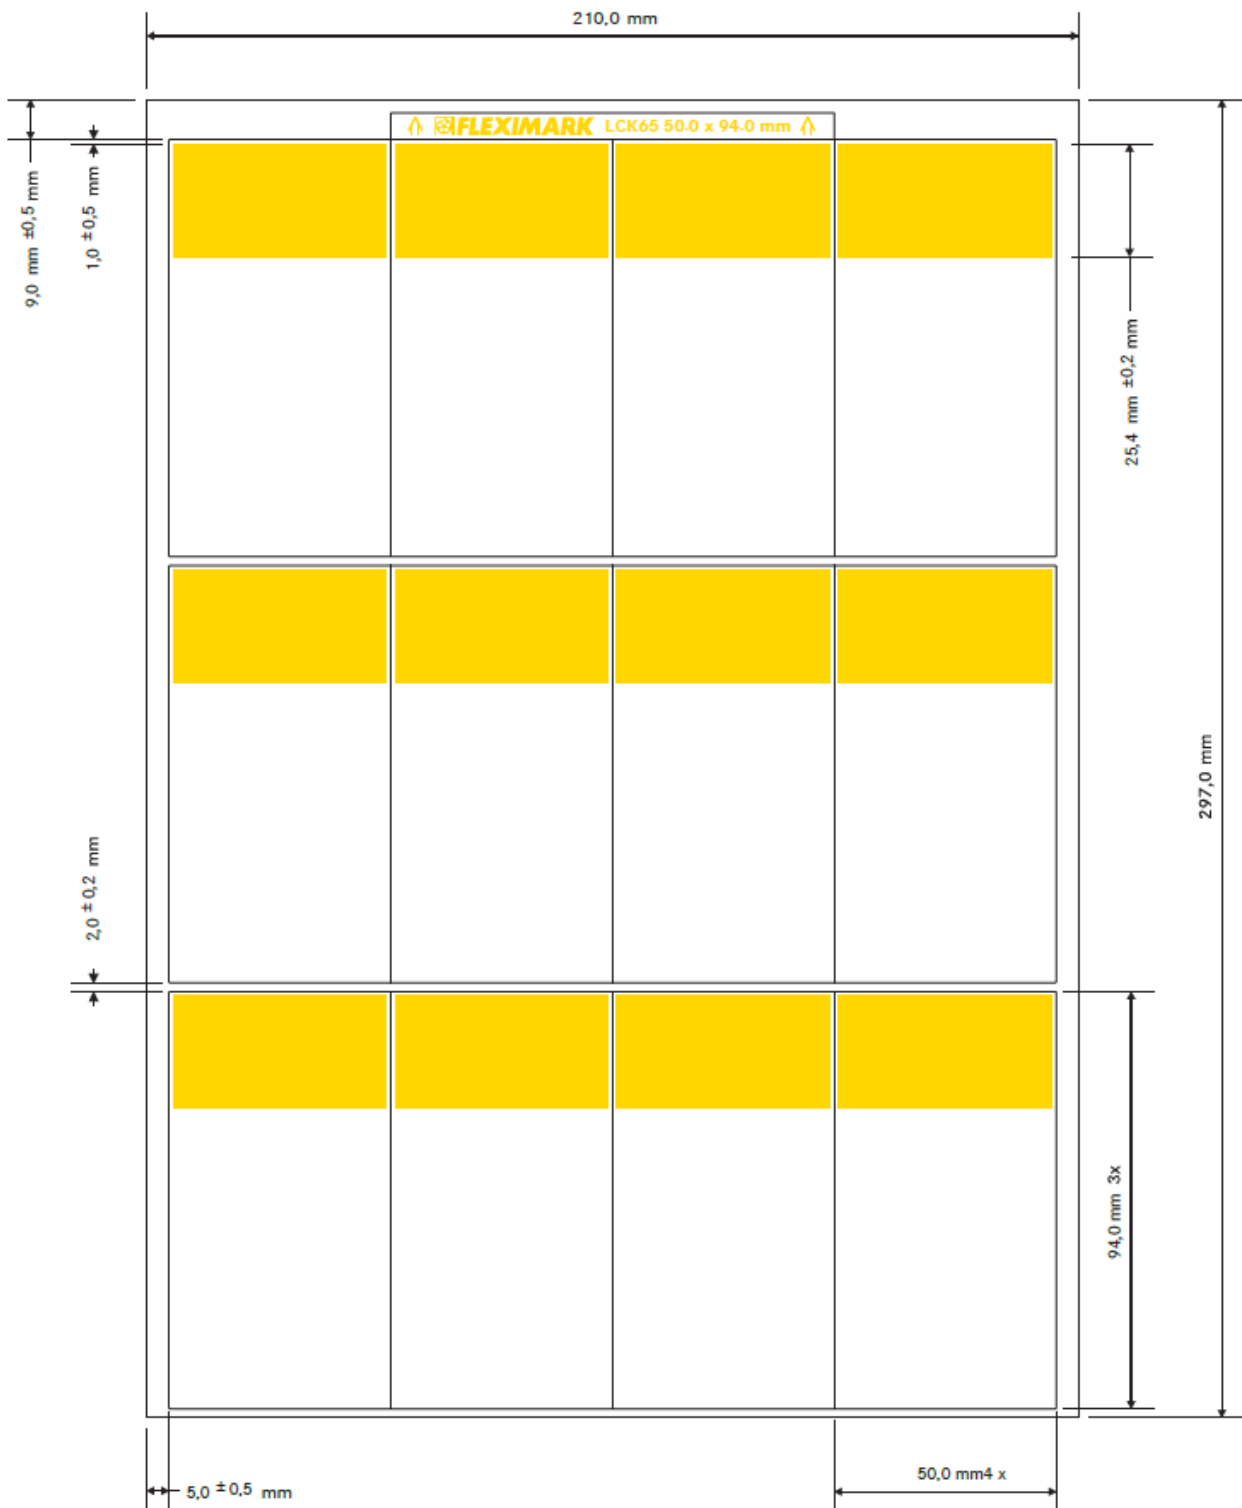 210,0 mm
FLEXIMARK LCK65 50-0 x 94-0 mm
9,0 mm ±0,5 mm
1,0 ±0,5 mm
25,4 mm ±0,2 mm
297,0 mm
2,0 ±0,2 mm
94,0 mm 3x
5,0 ±0,5 mm
50,0 mm4 x